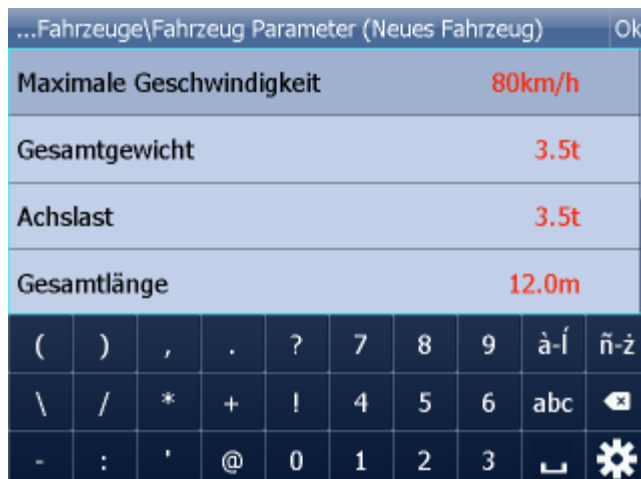 ...Fahrzeuge\Fahrzeug Parameter (Neues Fahrzeug) Ok
Maximale Geschwindigkeit 80km/h
Gesamtgewicht 3.5t
Achslast 3.5t
Gesamtlänge 12.0m
( ) , . ? 7 8 9 à-Í ñ-ż
\ / * + ! 4 5 6 abc
- : ' @ 0 1 2 3